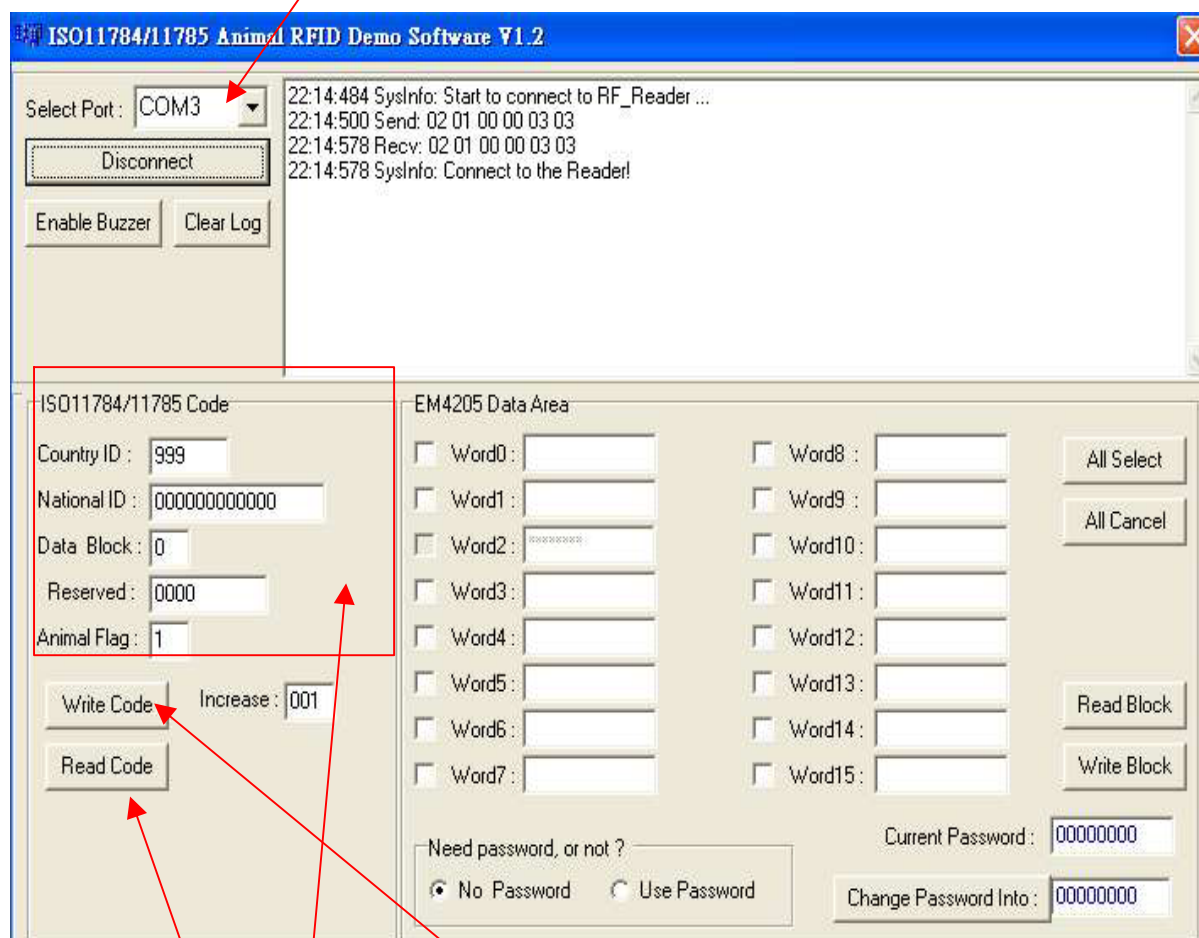 ISO11784/11785 Animal RFID Demo Software V1.2
Select Port : COM3
Disconnect
Enable Buzzer Clear Log
22:14:484 SysInfo: Start to connect to RF_Reader ...
22:14:500 Send: 02 01 00 00 03 03
22:14:578 Recv: 02 01 00 00 03 03
22:14:578 SysInfo: Connect to the Reader!
ISO11784/11785 Code
Country ID : 999
National ID : 000000000000
Data Block : 0
Reserved : 0000
Animal Flag : 1
Write Code Increase : 001
Read Code
EM4205 Data Area
Word0 :
Word1 :
Word2 : ********
Word3 :
Word4 :
Word5 :
Word6 :
Word7 :
Word8 :
Word9 :
Word10 :
Word11 :
Word12 :
Word13 :
Word14 :
Word15 :
All Select
All Cancel
Read Block
Write Block
Need password, or not ?
No Password Use Password
Current Password : 00000000
Change Password Into : 00000000